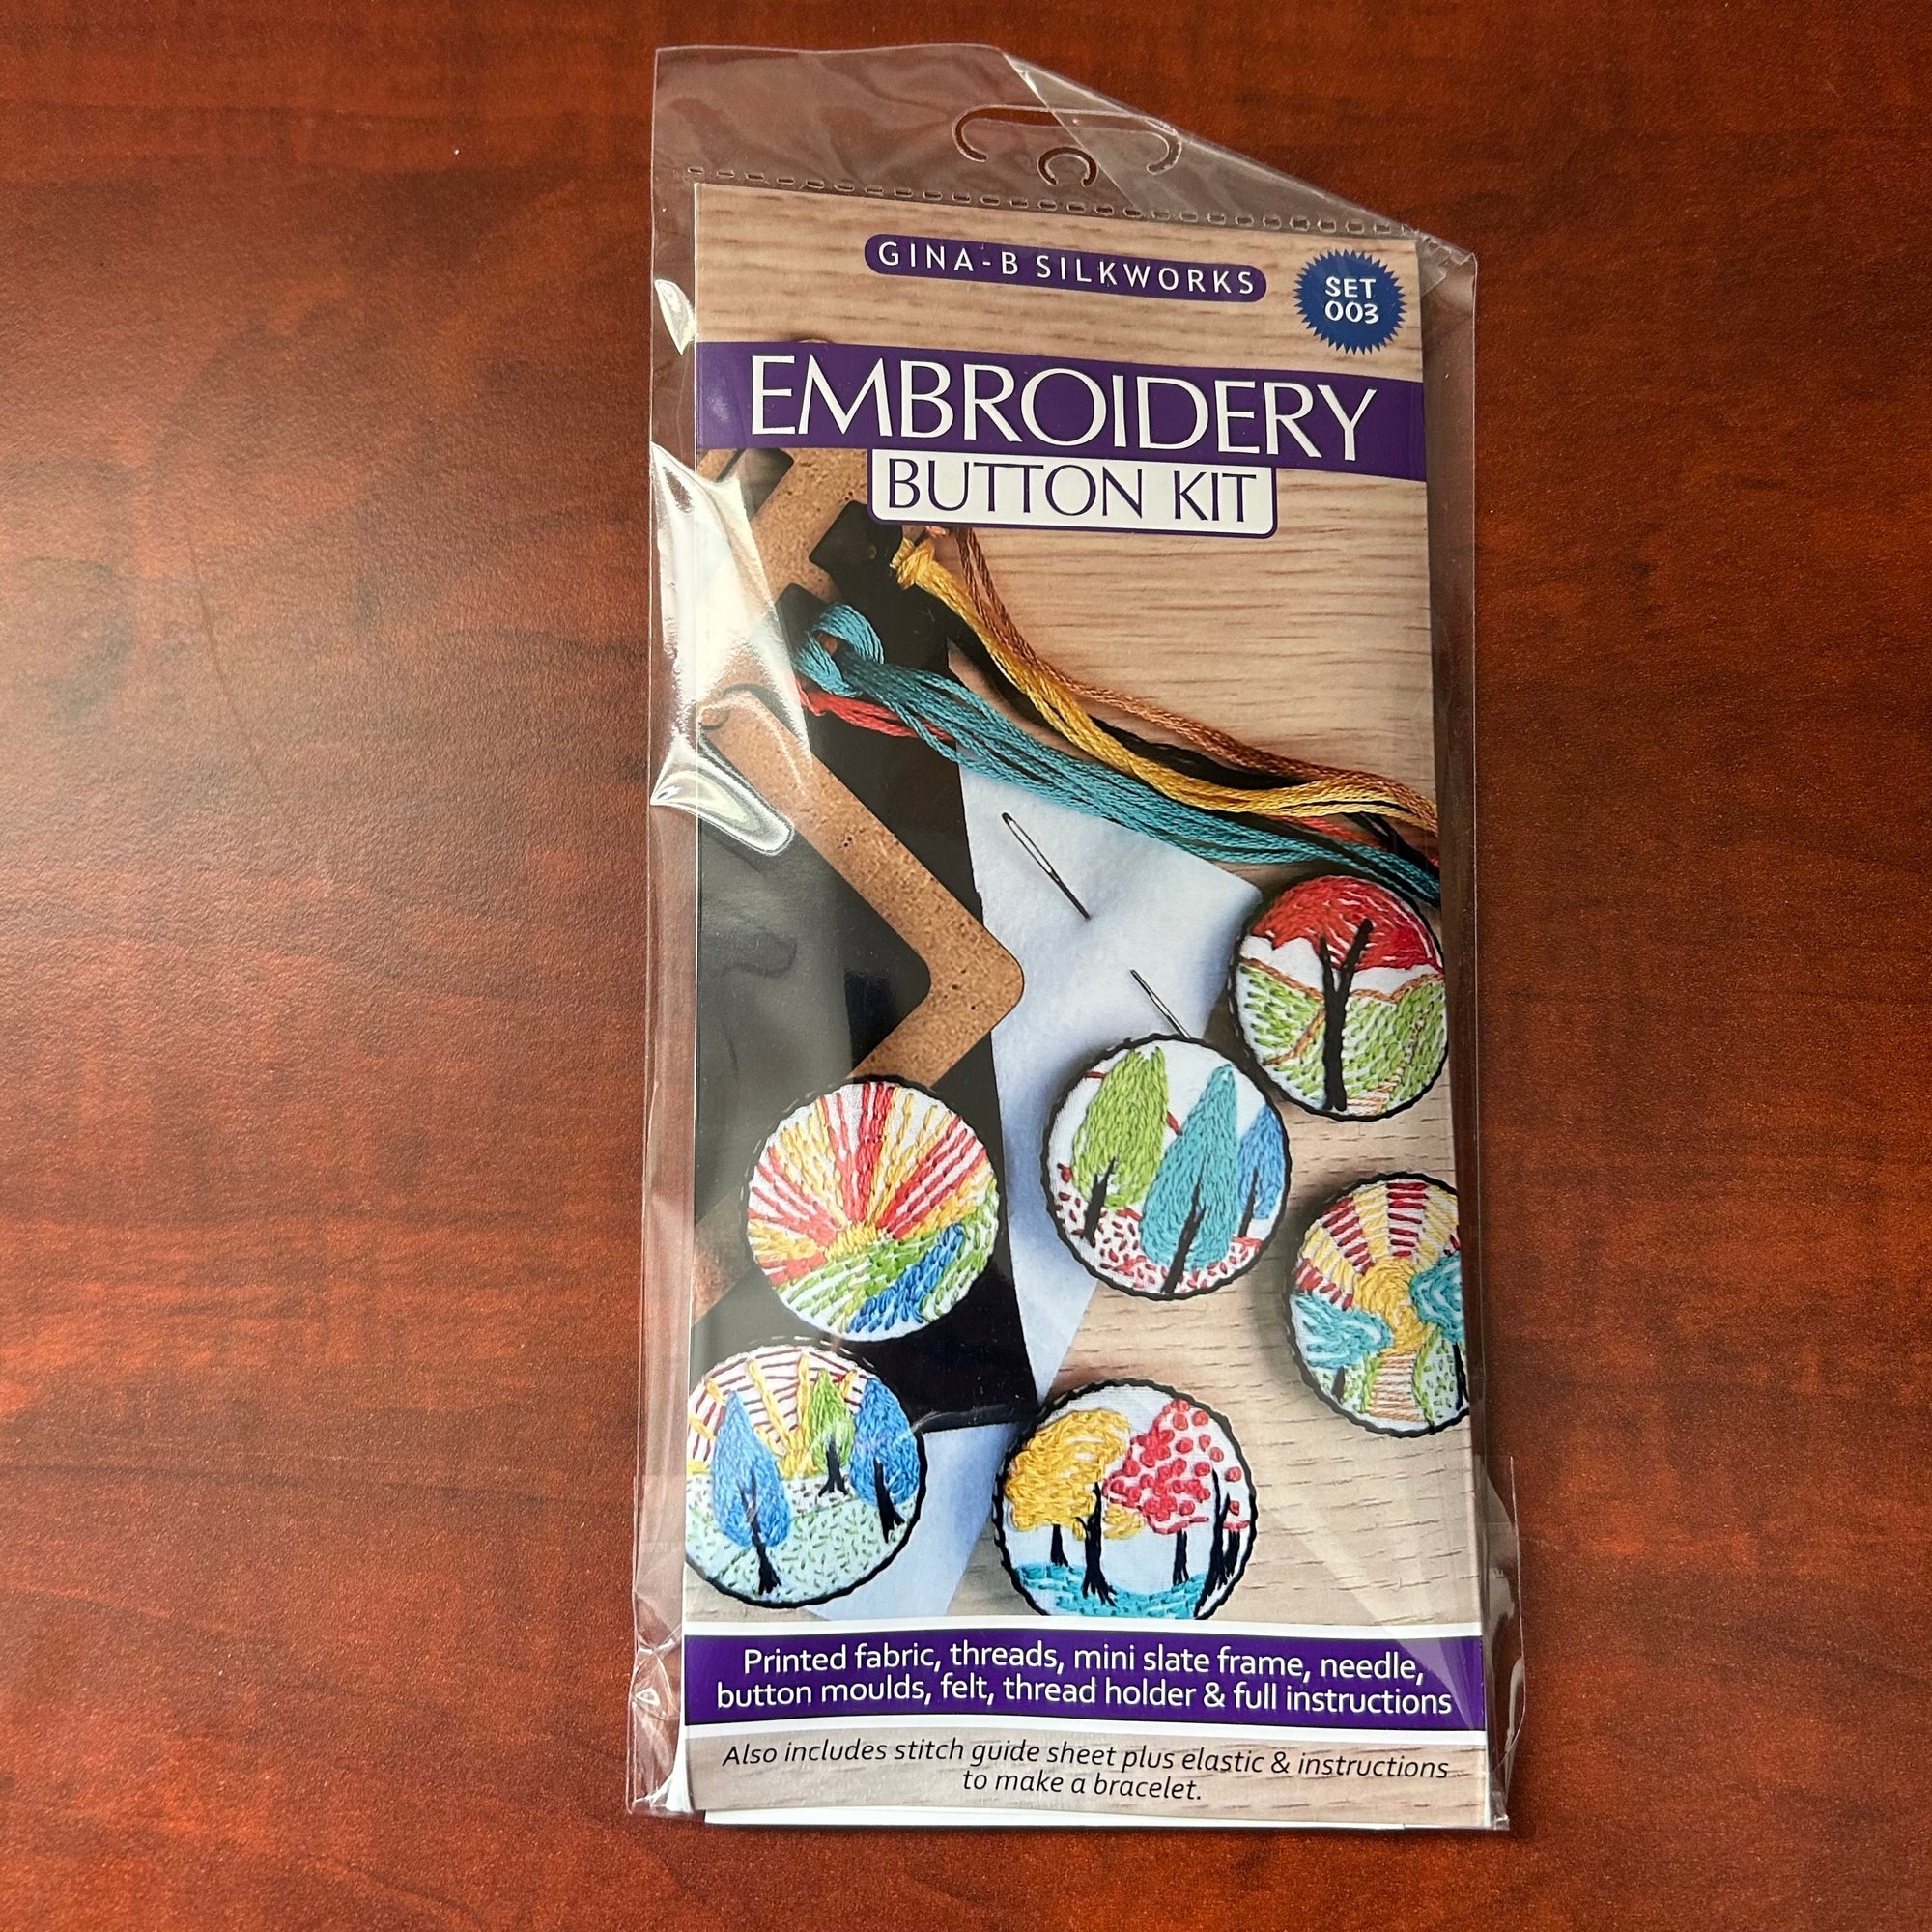 GINA-B SILKWORKS
SET
003
EMBROIDERY
BUTTON KIT
Printed fabric, threads, mini slate frame, needle,
button moulds, felt, thread holder & full instructions
Also includes stitch guide sheet plus elastic & instructions
to make a bracelet.